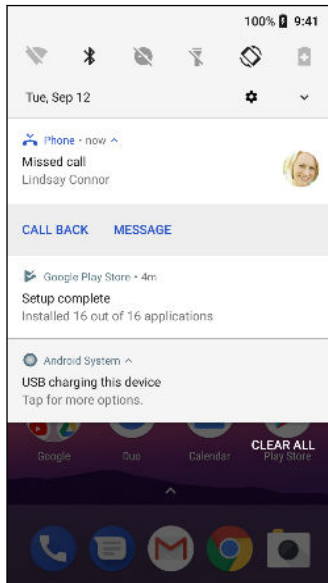 100% 9:41
Tue, Sep 12
Phone • now
Missed call
Lindsay Connor
CALL BACK MESSAGE
Google Play Store • 4m
Setup complete
Installed 16 out of 16 applications
Android System
USB charging this device
Tap for more options.
CLEAR ALL
Google Duo Calendar Play Store